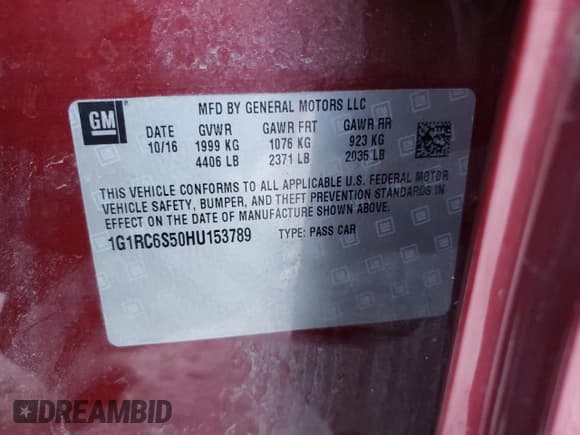 GM
MFD BY GENERAL MOTORS LLC
DATE GVWR GAWR FRT GAWR RR
10/16 1999 KG 1076 KG 923 KG
4406 LB 2371 LB 2035 LB
THIS VEHICLE CONFORMS TO ALL APPLICABLE U.S. FEDERAL MOTOR
VEHICLE SAFETY, BUMPER, AND THEFT PREVENTION STANDARDS IN
EFFECT ON THE DATE OF MANUFACTURE SHOWN ABOVE.
1G1RC6S50HU153789 TYPE: PASS CAR
DREAMBID